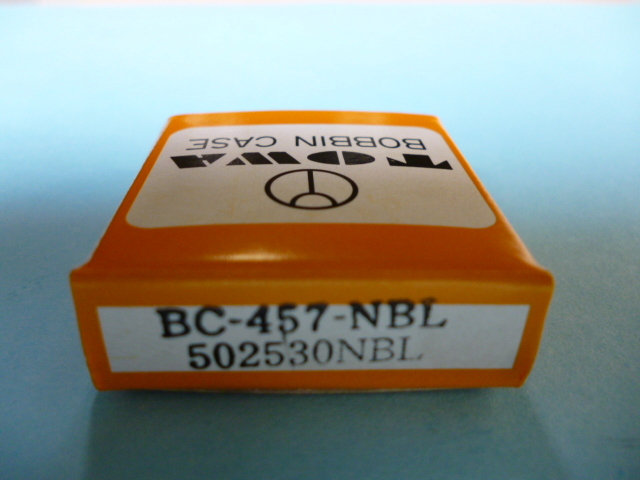 TOWA
BOBBIN CASE
BC-457-NBL
502530NBL